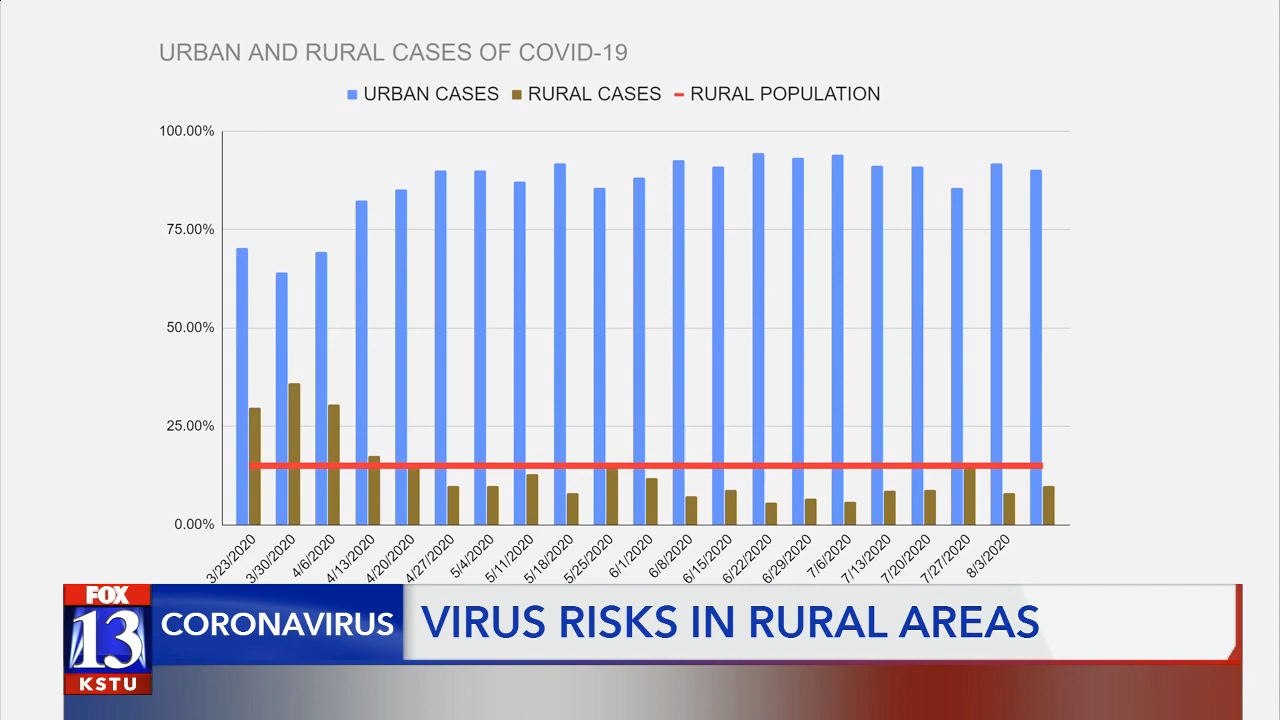 URBAN AND RURAL CASES OF COVID-19
URBAN CASES RURAL CASES RURAL POPULATION
100.00%
75.00%
50.00%
25.00%
0.00%
3/23/2020 3/30/2020 4/6/2020 4/13/2020 4/20/2020 4/27/2020 5/4/2020 5/11/2020 5/18/2020 5/25/2020 6/1/2020 6/8/2020 6/15/2020 6/22/2020 6/29/2020 7/6/2020 7/13/2020 7/20/2020 7/27/2020 8/3/2020
FOX
13
KSTU
CORONAVIRUS
VIRUS RISKS IN RURAL AREAS